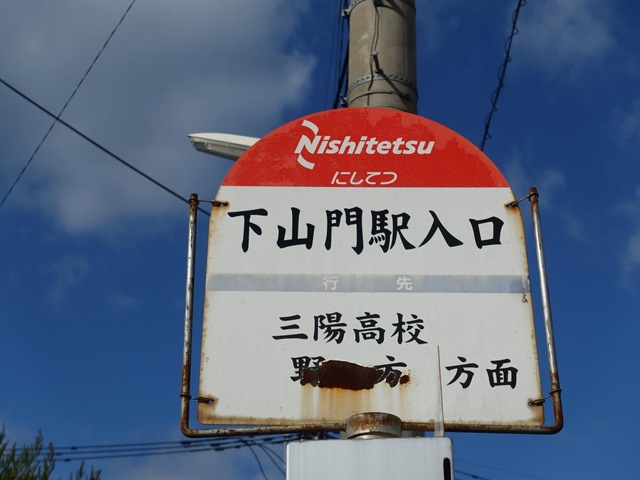 Nishitetsu
にしてつ
下山門駅入口
行先
三陽高校
野方 方面